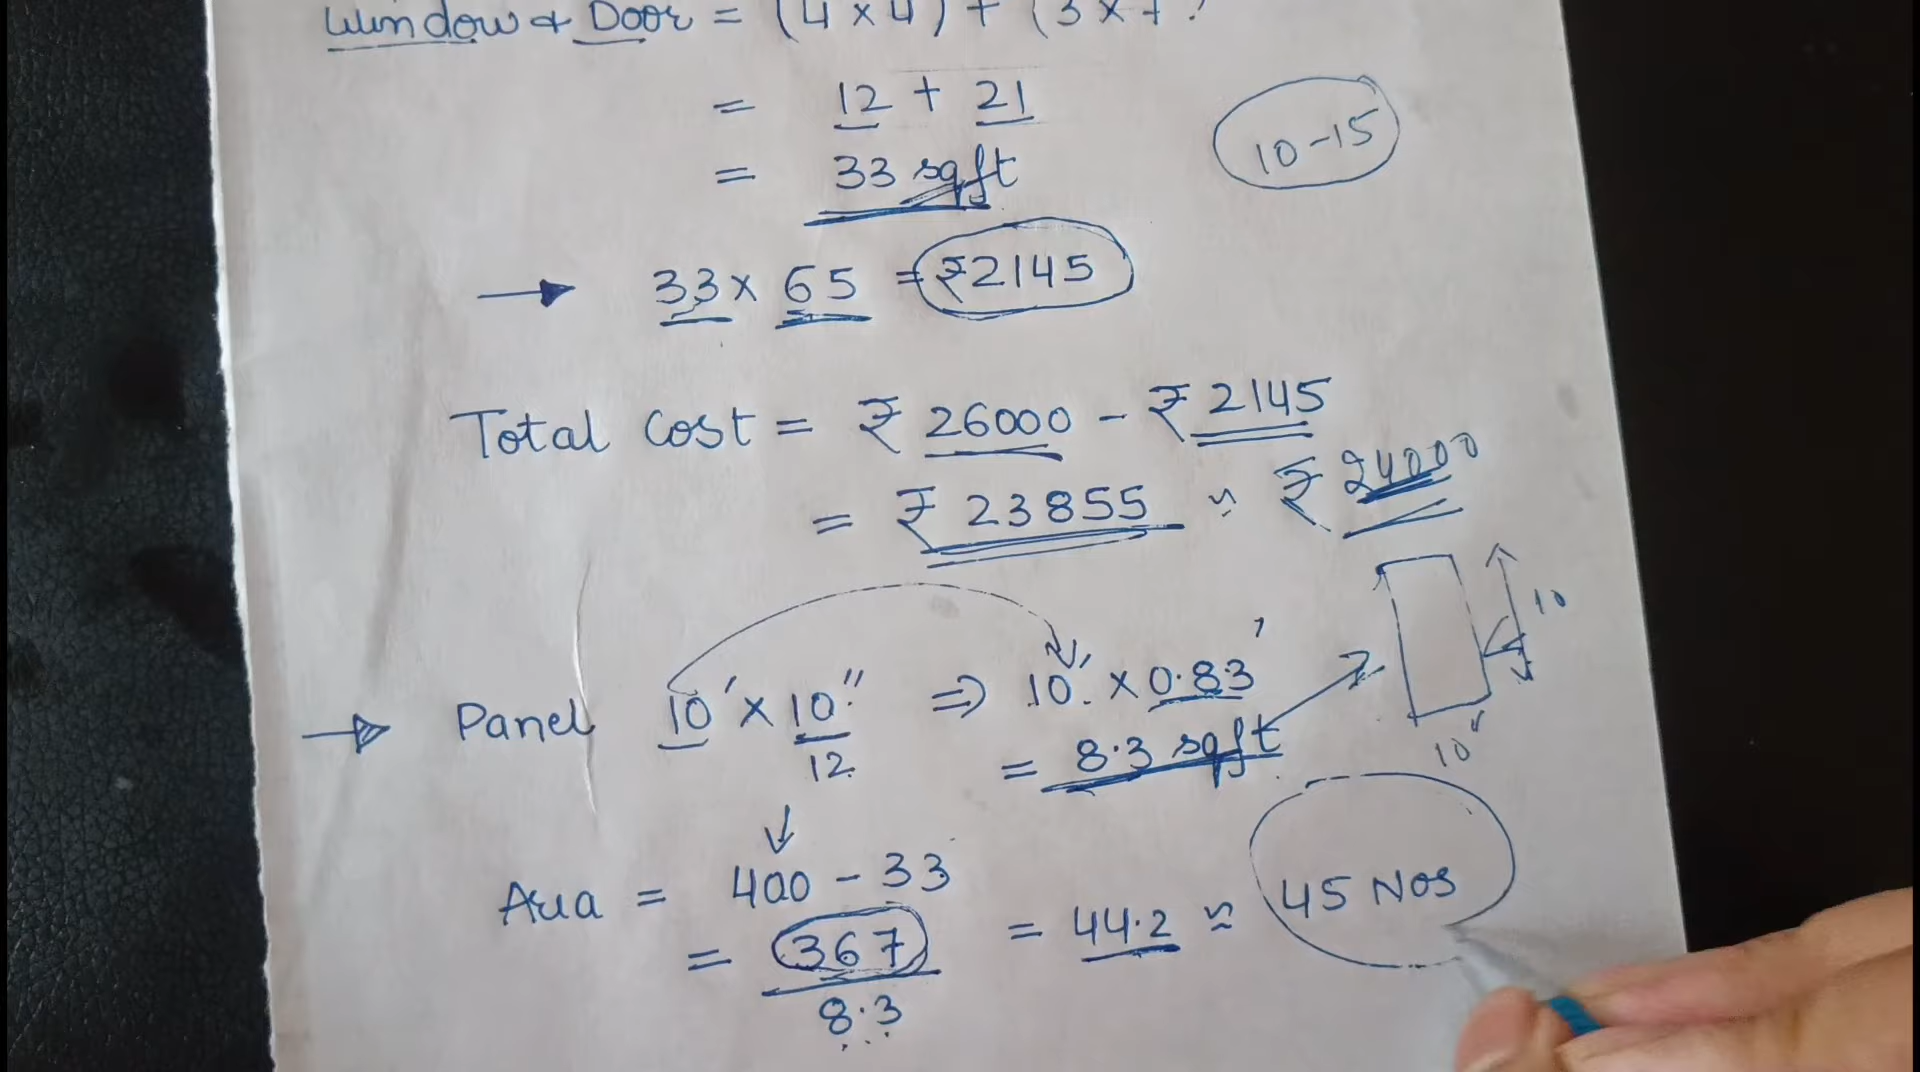 Window & Door = (4 x 4) + (3 x 7)
= 12 + 21
= 33 sqft
10-15
→ 33 x 65 = ₹2145
Total Cost = ₹ 26000 - ₹ 2145
= ₹ 23855 ≈ ₹ 24000
→ Panel 10' x 10"/12 ⇒ 10' x 0.83'
= 8.3 sqft
10
10"
Area = 400 - 33
= 367/8.3 = 44.2 ≈ 45 Nos